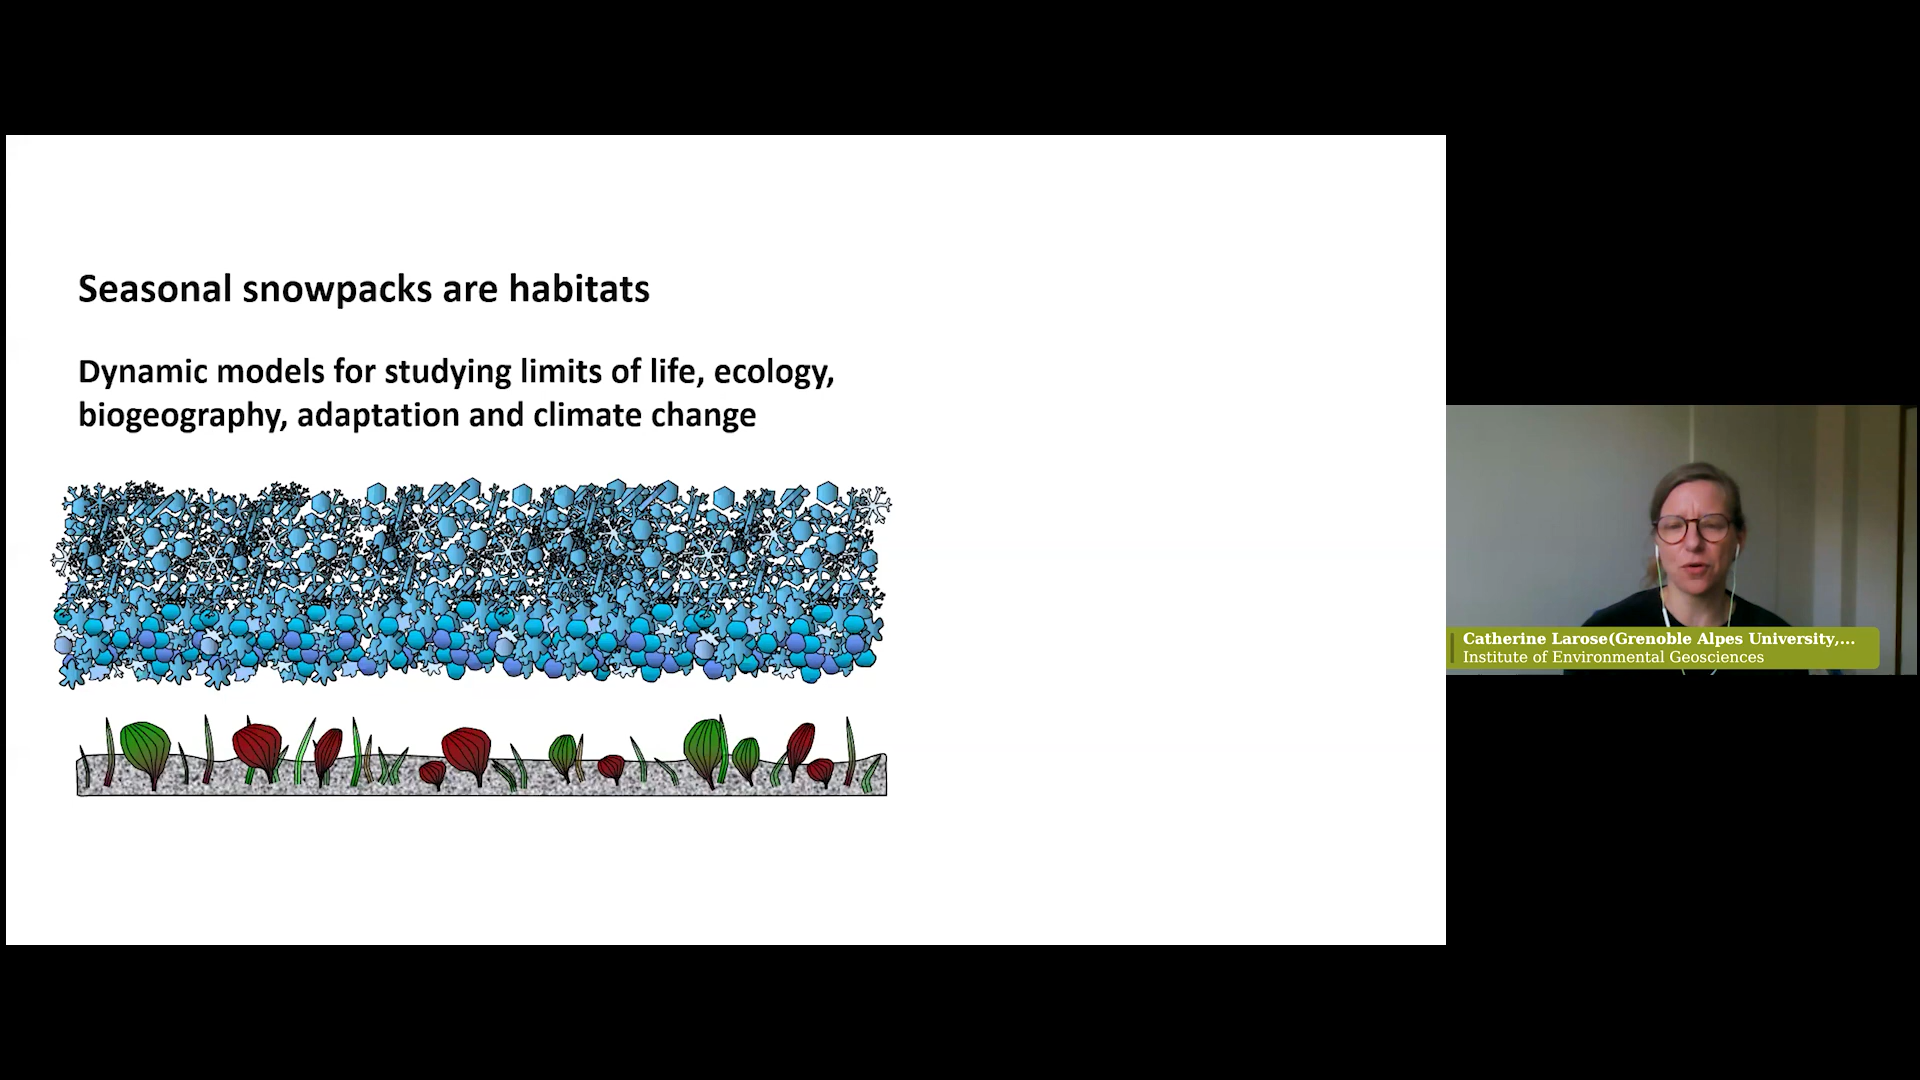 Seasonal snowpacks are habitats
Dynamic models for studying limits of life, ecology,
biogeography, adaptation and climate change
Catherine Larose(Grenoble Alpes University,...
Institute of Environmental Geosciences